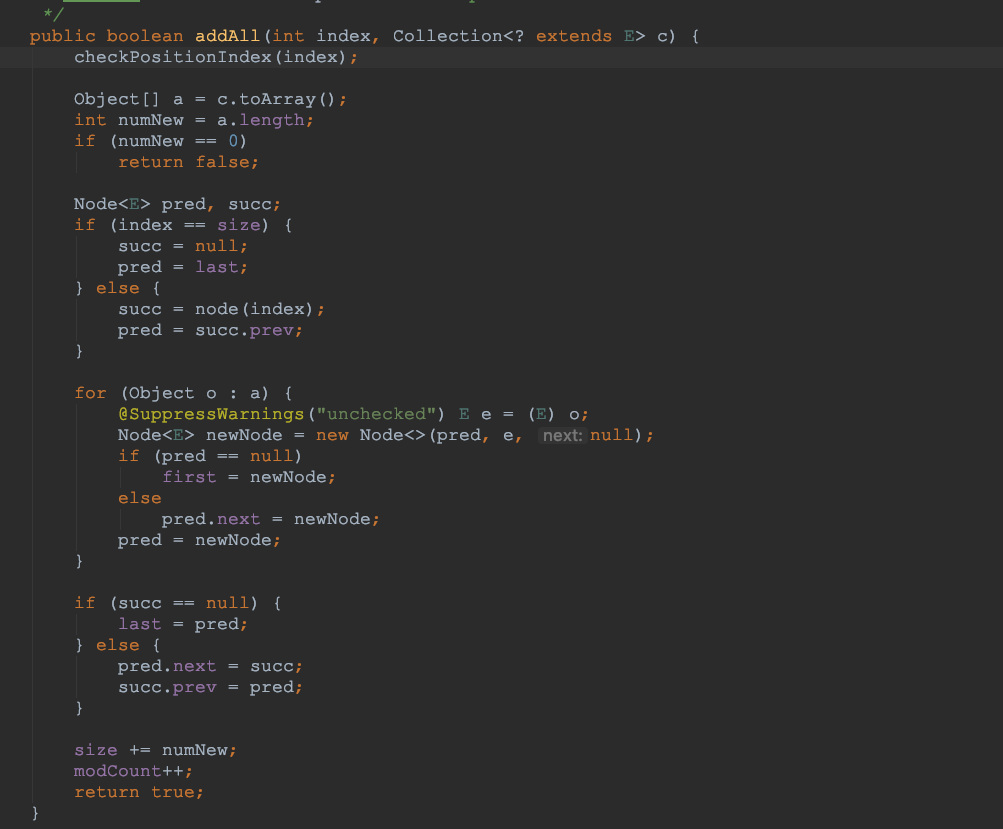 */
public boolean addAll(int index, Collection<? extends E> c) {
    checkPositionIndex(index);

    Object[] a = c.toArray();
    int numNew = a.length;
    if (numNew == 0)
        return false;

    Node<E> pred, succ;
    if (index == size) {
        succ = null;
        pred = last;
    } else {
        succ = node(index);
        pred = succ.prev;
    }

    for (Object o : a) {
        @SuppressWarnings("unchecked") E e = (E) o;
        Node<E> newNode = new Node<>(pred, e, next: null);
        if (pred == null)
            first = newNode;
        else
            pred.next = newNode;
        pred = newNode;
    }

    if (succ == null) {
        last = pred;
    } else {
        pred.next = succ;
        succ.prev = pred;
    }

    size += numNew;
    modCount++;
    return true;
}